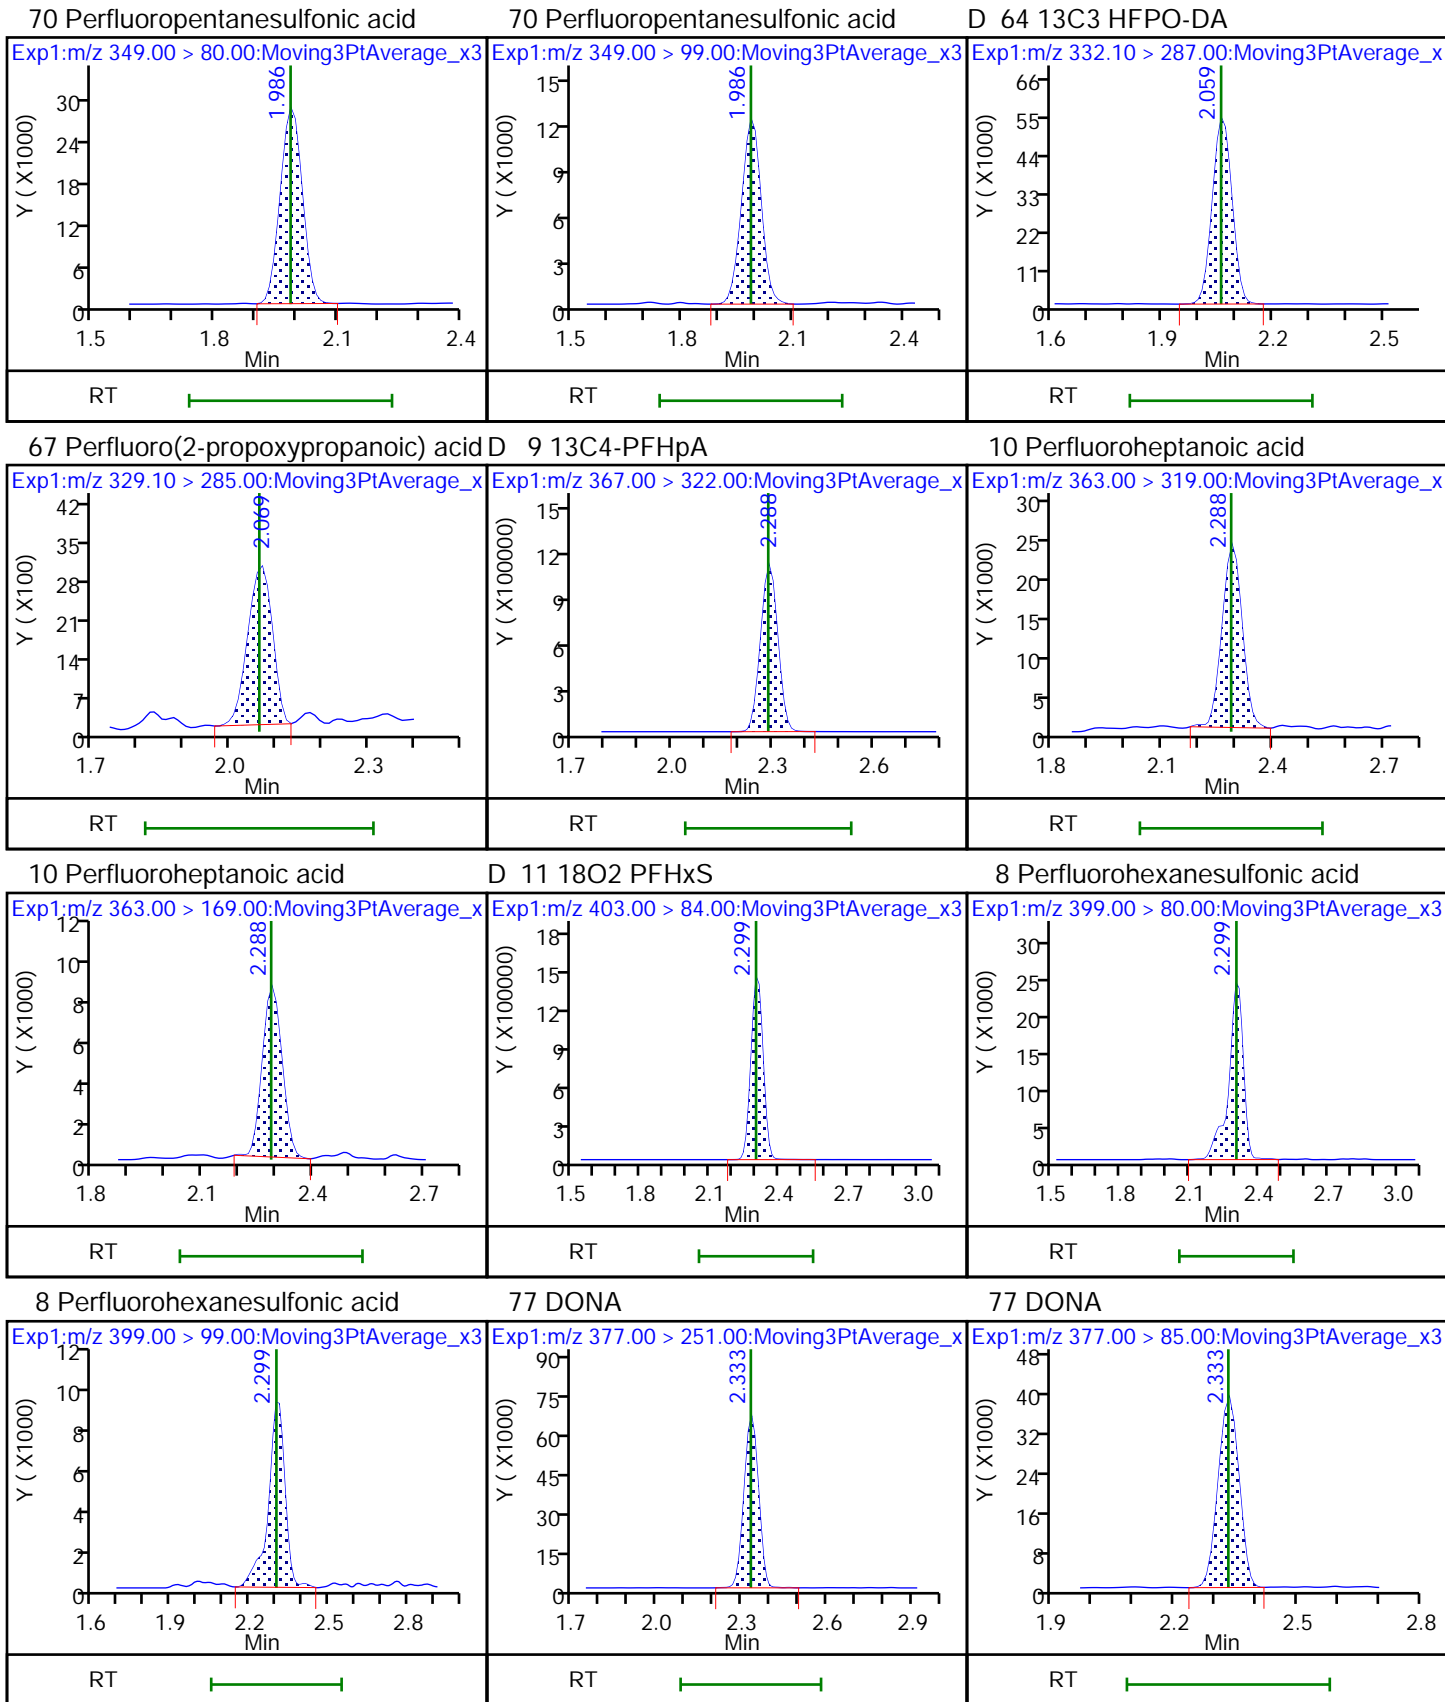 70 Perfluoropentanesulfonic acid
Exp1:m/z 349.00 > 80.00:Moving3PtAverage_x3
1.986
Y ( X1000)
30
24
18
12
6
0
1.5 1.8 2.1 2.4
Min
RT
70 Perfluoropentanesulfonic acid
Exp1:m/z 349.00 > 99.00:Moving3PtAverage_x3
1.986
Y ( X1000)
15
12
9
6
3
0
1.5 1.8 2.1 2.4
Min
RT
D 64 13C3 HFPO-DA
Exp1:m/z 332.10 > 287.00:Moving3PtAverage_x
2.059
Y ( X1000)
66
55
44
33
22
11
0
1.6 1.9 2.2 2.5
Min
RT
67 Perfluoro(2-propoxypropanoic) acid
Exp1:m/z 329.10 > 285.00:Moving3PtAverage_x
2.069
Y ( X100)
42
35
28
21
14
7
0
1.7 2.0 2.3
Min
RT
D 9 13C4-PFHpA
Exp1:m/z 367.00 > 322.00:Moving3PtAverage_x
2.288
Y ( X100000)
15
12
9
6
3
0
1.7 2.0 2.3 2.6
Min
RT
10 Perfluoroheptanoic acid
Exp1:m/z 363.00 > 319.00:Moving3PtAverage_x
2.288
Y ( X1000)
30
25
20
15
10
5
0
1.8 2.1 2.4 2.7
Min
RT
10 Perfluoroheptanoic acid
Exp1:m/z 363.00 > 169.00:Moving3PtAverage_x
2.288
Y ( X1000)
12
10
8
6
4
2
0
1.8 2.1 2.4 2.7
Min
RT
D 11 18O2 PFHxS
Exp1:m/z 403.00 > 84.00:Moving3PtAverage_x3
2.299
Y ( X100000)
18
15
12
9
6
3
0
1.5 1.8 2.1 2.4 2.7 3.0
Min
RT
8 Perfluorohexanesulfonic acid
Exp1:m/z 399.00 > 80.00:Moving3PtAverage_x3
2.299
Y ( X1000)
30
25
20
15
10
5
0
1.5 1.8 2.1 2.4 2.7 3.0
Min
RT
8 Perfluorohexanesulfonic acid
Exp1:m/z 399.00 > 99.00:Moving3PtAverage_x3
2.299
Y ( X1000)
12
10
8
6
4
2
0
1.6 1.9 2.2 2.5 2.8
Min
RT
77 DONA
Exp1:m/z 377.00 > 251.00:Moving3PtAverage_x
2.333
Y ( X1000)
90
75
60
45
30
15
0
1.7 2.0 2.3 2.6 2.9
Min
RT
77 DONA
Exp1:m/z 377.00 > 85.00:Moving3PtAverage_x3
2.333
Y ( X1000)
48
40
32
24
16
8
0
1.9 2.2 2.5 2.8
Min
RT